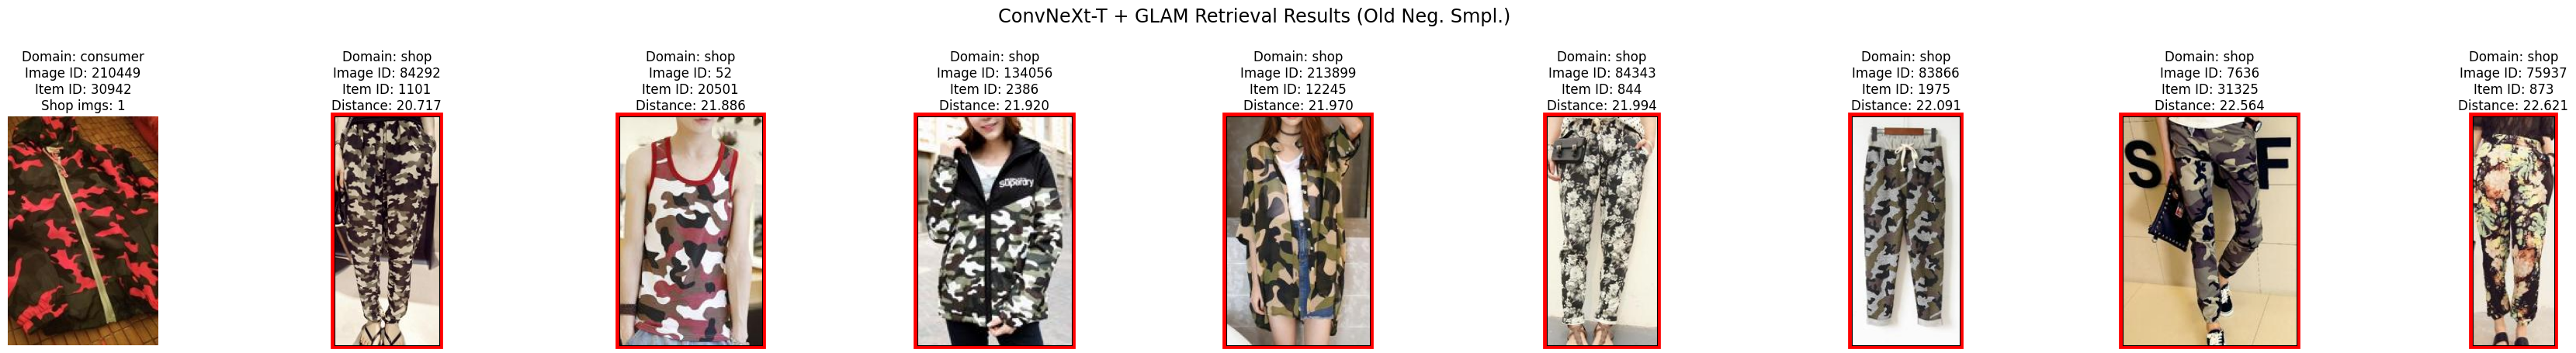 ConvNeXt-T + GLAM Retrieval Results (Old Neg. Smpl.)
Domain: consumer
Image ID: 210449
Item ID: 30942
Shop imgs: 1
Domain: shop
Image ID: 84292
Item ID: 1101
Distance: 20.717
Domain: shop
Image ID: 52
Item ID: 20501
Distance: 21.886
Domain: shop
Image ID: 134056
Item ID: 2386
Distance: 21.920
Domain: shop
Image ID: 213899
Item ID: 12245
Distance: 21.970
Domain: shop
Image ID: 84343
Item ID: 844
Distance: 21.994
Domain: shop
Image ID: 83866
Item ID: 1975
Distance: 22.091
Domain: shop
Image ID: 7636
Item ID: 31325
Distance: 22.564
Domain: shop
Image ID: 75937
Item ID: 873
Distance: 22.621
Superdry
S F